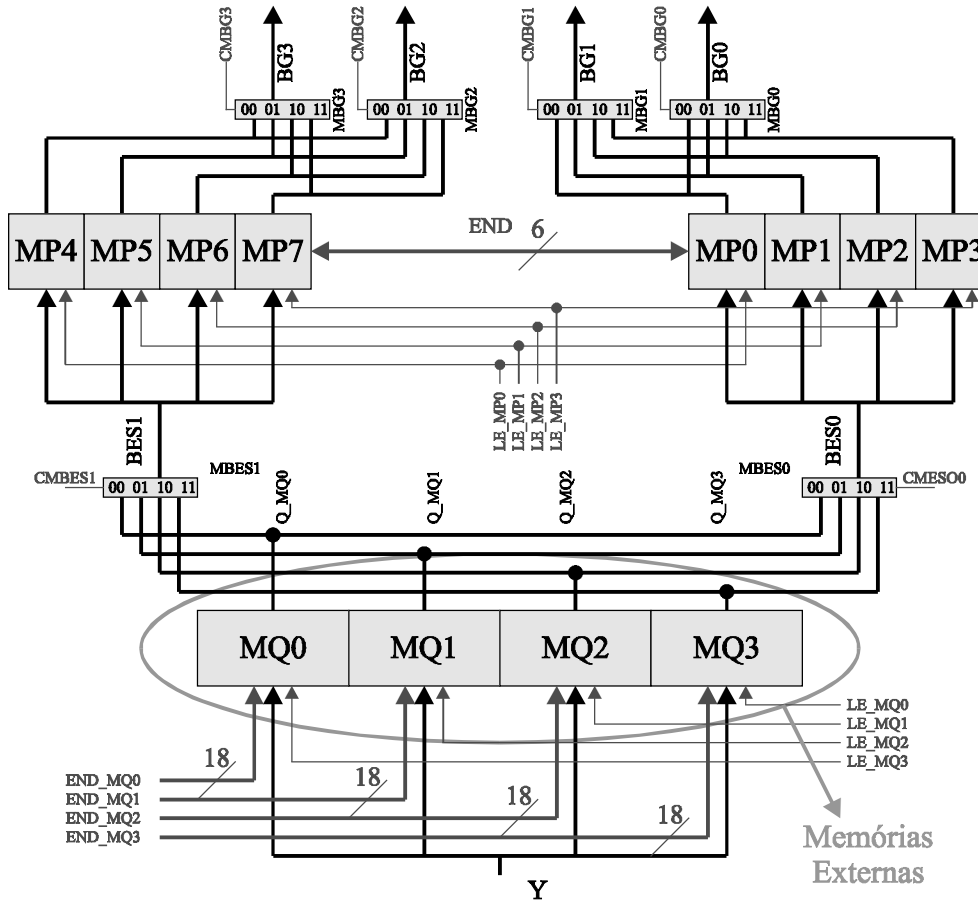 CMBG3
BG3
CMBG2
BG2
CMBG1
BG1
CMBG0
BG0
00 01 10 11
MBG3
00 01 10 11
MBG2
00 01 10 11
MBG1
00 01 10 11
MBG0
MP4
MP5
MP6
MP7
END
6
MP0
MP1
MP2
MP3
LE_MP0
LE_MP1
LE_MP2
LE_MP3
BES1
BES0
CMBES1
00 01 10 11
MBES1
Q_MQ0
Q_MQ1
Q_MQ2
Q_MQ3
MBES0
00 01 10 11
CMESO0
MQ0
MQ1
MQ2
MQ3
LE_MQ0
LE_MQ1
LE_MQ2
LE_MQ3
END_MQ0
18
END_MQ1
18
END_MQ2
18
END_MQ3
18
Memórias
Externas
Y